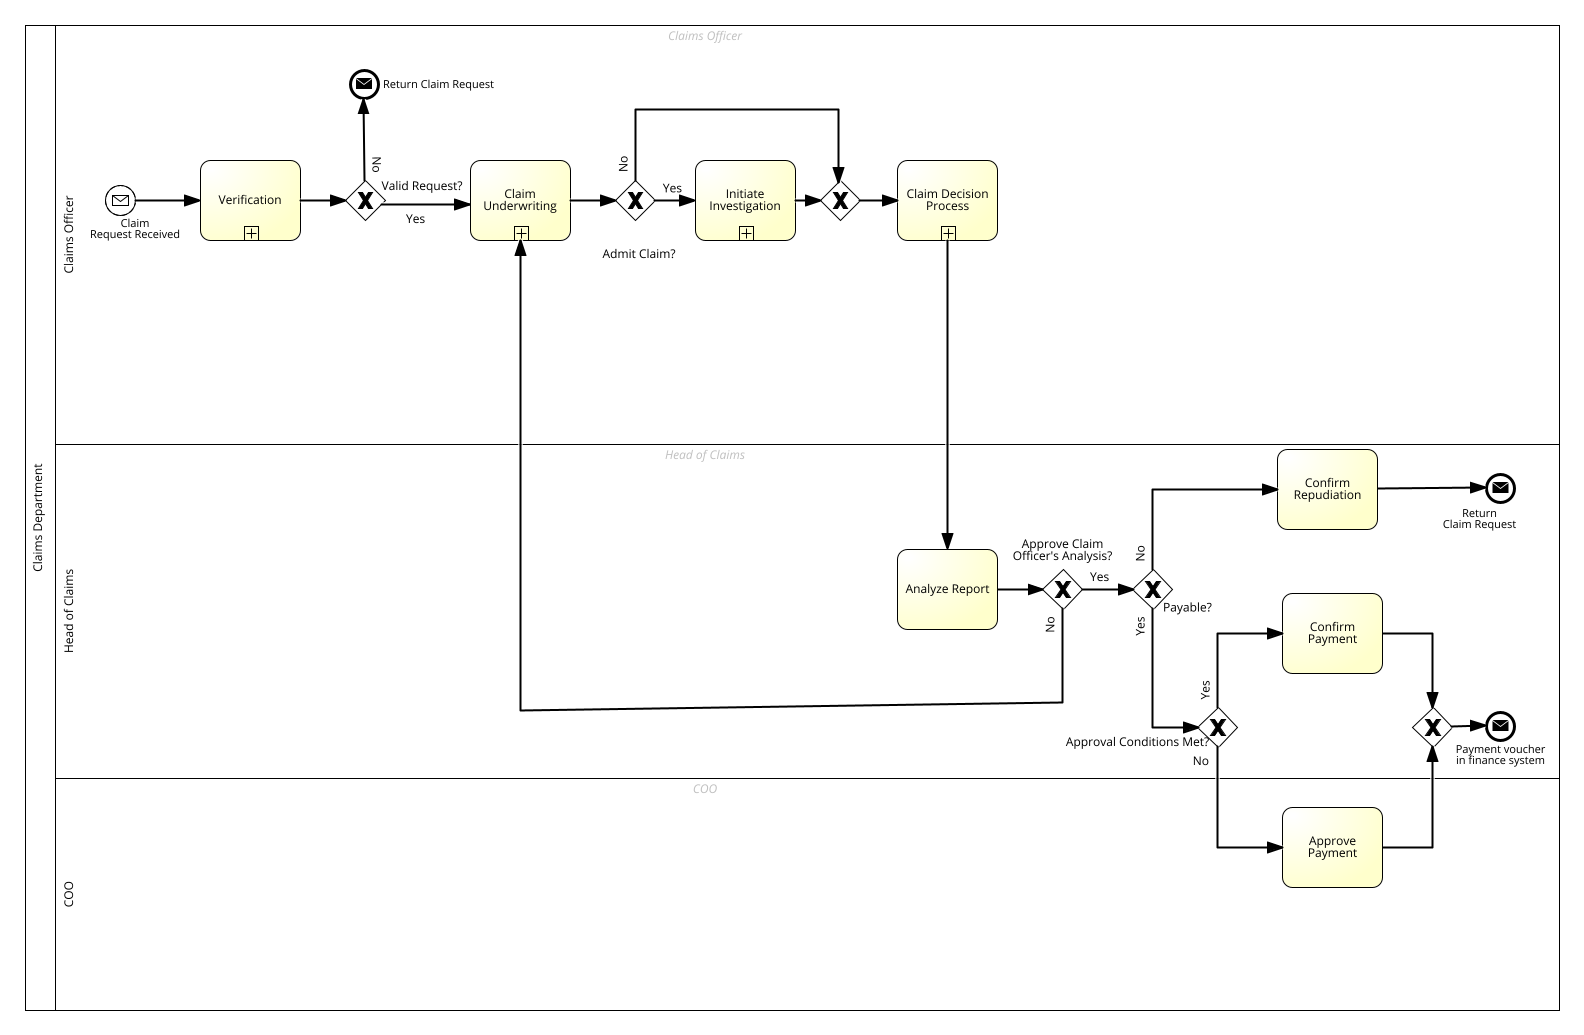 Claims Department
Claims Officer
Claims Officer
Return Claim Request
Claim
Request Received
Verification
No
Valid Request?
Yes
Claim
Underwriting
No
Yes
Admit Claim?
Initiate
Investigation
Claim Decision
Process
Head of Claims
Head of Claims
Analyze Report
Approve Claim
Officer's Analysis?
Yes
No
No
Payable?
Yes
Confirm
Repudiation
Return
Claim Request
Yes
Approval Conditions Met?
No
Confirm
Payment
Payment voucher
in finance system
COO
COO
Approve
Payment